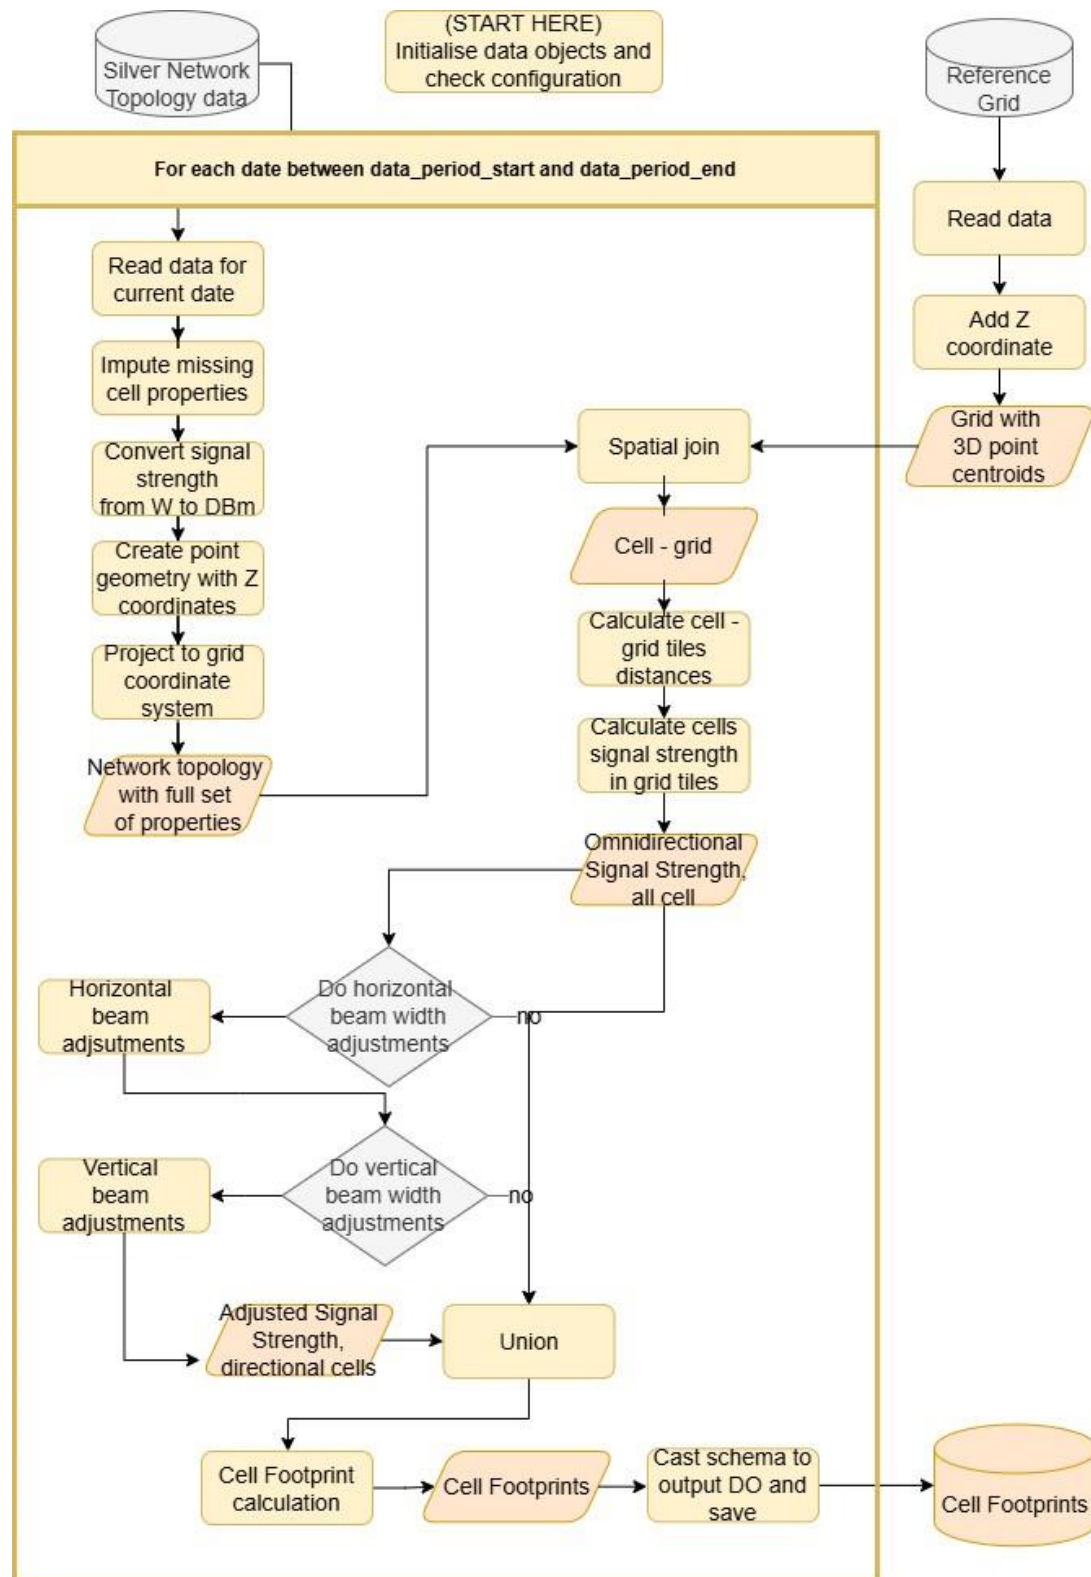 Silver Network
Topology data
(START HERE)
Initialise data objects and
check configuration
Reference
Grid
For each date between data_period_start and data_period_end
Read data
Read data for
current date
Add Z
coordinate
Impute missing
cell properties
Grid with
3D point
centroids
Spatial join
Convert signal
strength
from W to DBm
Cell - grid
Create point
geometry with Z
coordinates
Calculate cell -
grid tiles
distances
Project to grid
coordinate
system
Calculate cells
signal strength
in grid tiles
Network topology
with full set
of properties
Omnidirectional
Signal Strength,
all cell
Do horizontal
beam width
adjustments
no
Horizontal
beam
adjsutments
Do vertical
beam width
adjustments
no
Vertical
beam
adjustments
Adjusted Signal
Strength,
directional cells
Union
Cell Footprint
calculation
Cell Footprints
Cast schema to
output DO and
save
Cell Footprints